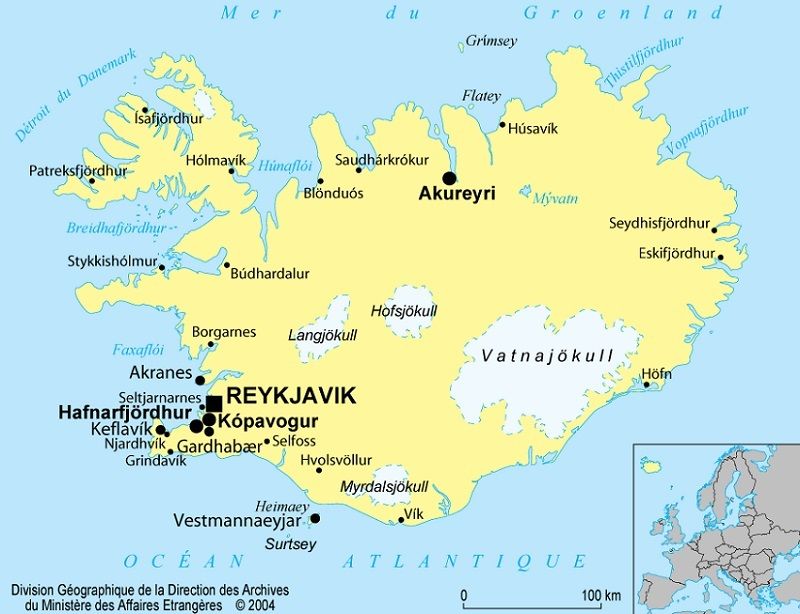 Mer du Groenland
Grímsey
Thistilfjördhur
Détroit du Danemark
Flatey
Ísafjördhur
Húsavík
Vopnafjördhur
Hólmavík
Húnaflói
Saudhárkrókur
Patreksfjördhur
Blönduós
Akureyri
Mývatn
Breidhafjördhur
Seydhisfjördhur
Stykkishólmur
Búdhardalur
Eskifjördhur
Hofsjökull
Langjökull
Borgarnes
Vatnajökull
Faxaflói
Akranes
Höfn
Seltjarnarnes
REYKJAVIK
Hafnarfjördhur
Kópavogur
Keflavík
Njardhvík
Gardhabær
Selfoss
Grindavík
Hvolsvöllur
Myrdalsjökull
Heimaey
Vestmannaeyjar
Vík
Surtsey
OCÉAN ATLANTIQUE
Division Géographique de la Direction des Archives
du Ministère des Affaires Etrangères © 2004
0 100 km